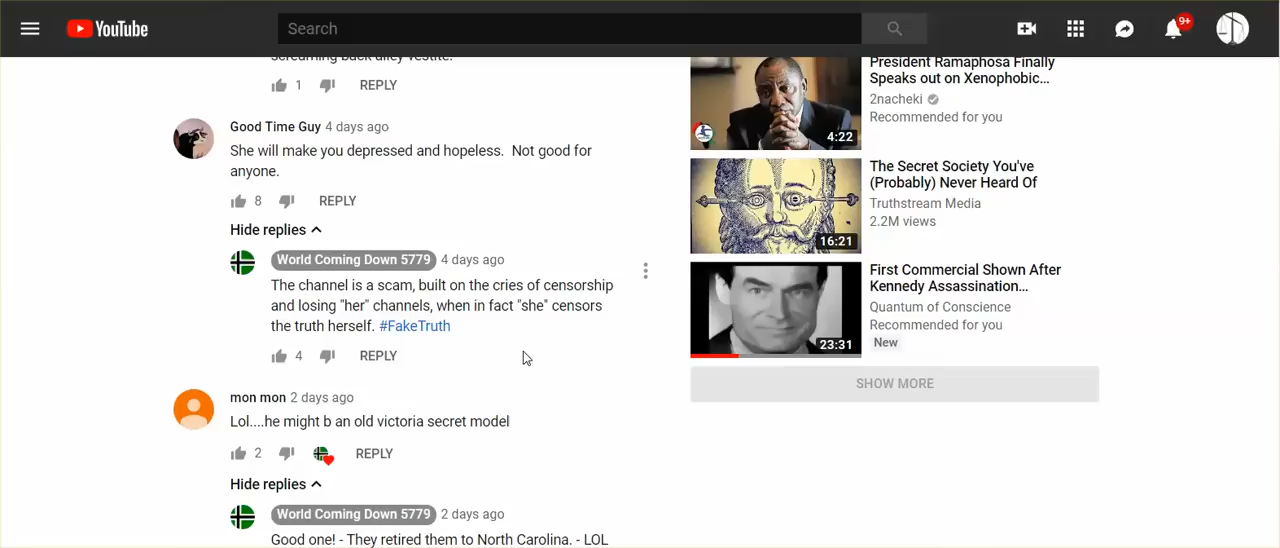 YouTube
Search
9+
screaming back alley vestite.
1 REPLY
Good Time Guy 4 days ago
She will make you depressed and hopeless. Not good for
anyone.
8 REPLY
Hide replies
World Coming Down 5779 4 days ago
The channel is a scam, built on the cries of censorship
and losing "her" channels, when in fact "she" censors
the truth herself. #FakeTruth
4 REPLY
mon mon 2 days ago
Lol....he might b an old victoria secret model
2 REPLY
Hide replies
World Coming Down 5779 2 days ago
Good one! - They retired them to North Carolina. - LOL
President Ramaphosa Finally
Speaks out on Xenophobic...
2nacheki
Recommended for you
4:22
The Secret Society You've
(Probably) Never Heard Of
Truthstream Media
2.2M views
16:21
First Commercial Shown After
Kennedy Assassination...
Quantum of Conscience
Recommended for you
New
23:31
SHOW MORE